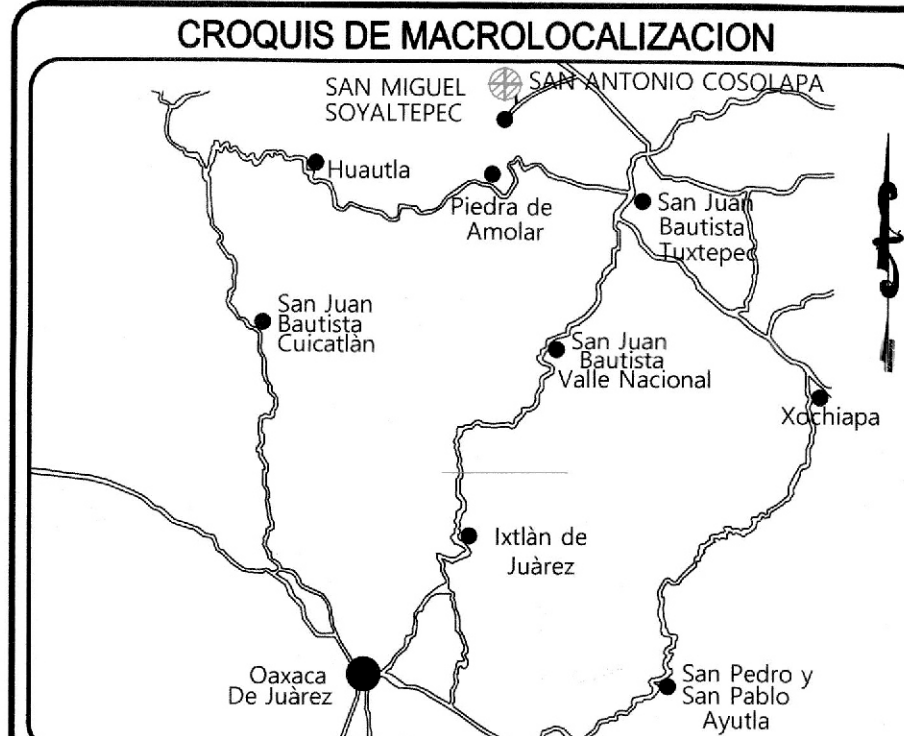 CROQUIS DE MACROLOCALIZACION
SAN MIGUEL
SOYALTEPEC
SAN ANTONIO COSOLAPA
Huautla
Piedra de
Amolar
San Juan
Bautista
Tuxtepec
San Juan
Bautista
Cuicatlàn
San Juan
Bautista
Valle Nacional
Xochiapa
Ixtlàn de
Juàrez
Oaxaca
De Juàrez
San Pedro y
San Pablo
Ayutla